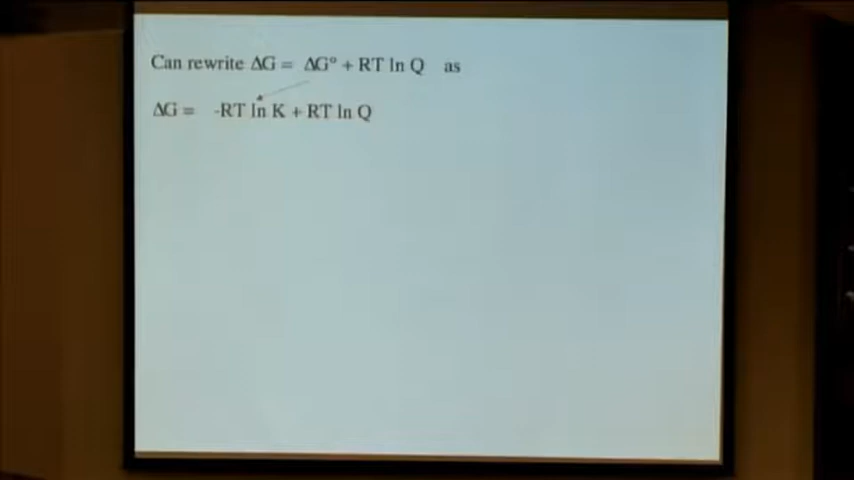 Can rewrite ΔG = ΔG° + RT ln Q as
ΔG = -RT ln K + RT ln Q